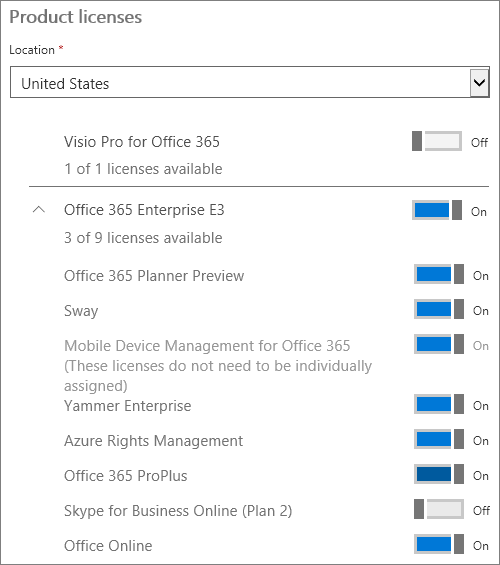 Product licenses
Location *
United States
Visio Pro for Office 365 Off
1 of 1 licenses available
Office 365 Enterprise E3 On
3 of 9 licenses available
Office 365 Planner Preview On
Sway On
Mobile Device Management for Office 365 On
(These licenses do not need to be individually
assigned)
Yammer Enterprise On
Azure Rights Management On
Office 365 ProPlus On
Skype for Business Online (Plan 2) Off
Office Online On